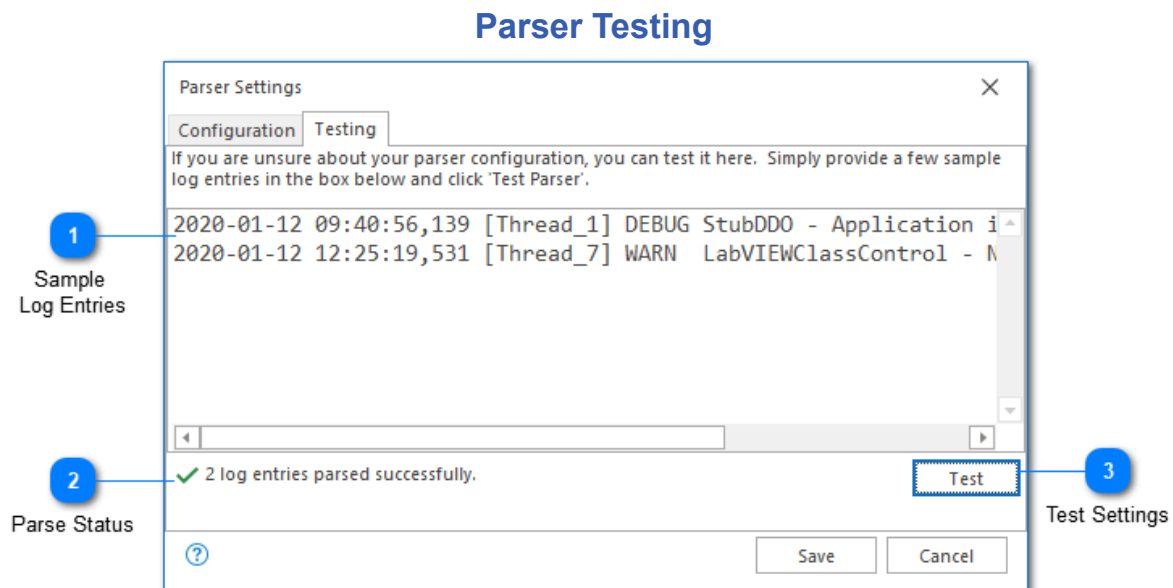 Parser Testing
Parser Settings
Configuration Testing
If you are unsure about your parser configuration, you can test it here.  Simply provide a few sample
log entries in the box below and click 'Test Parser'.
2020-01-12 09:40:56,139 [Thread_1] DEBUG StubDDO - Application i
2020-01-12 12:25:19,531 [Thread_7] WARN  LabVIEWClassControl - N
1
Sample
Log Entries
2 log entries parsed successfully.
Test
2
Parse Status
3
Test Settings
?
Save
Cancel